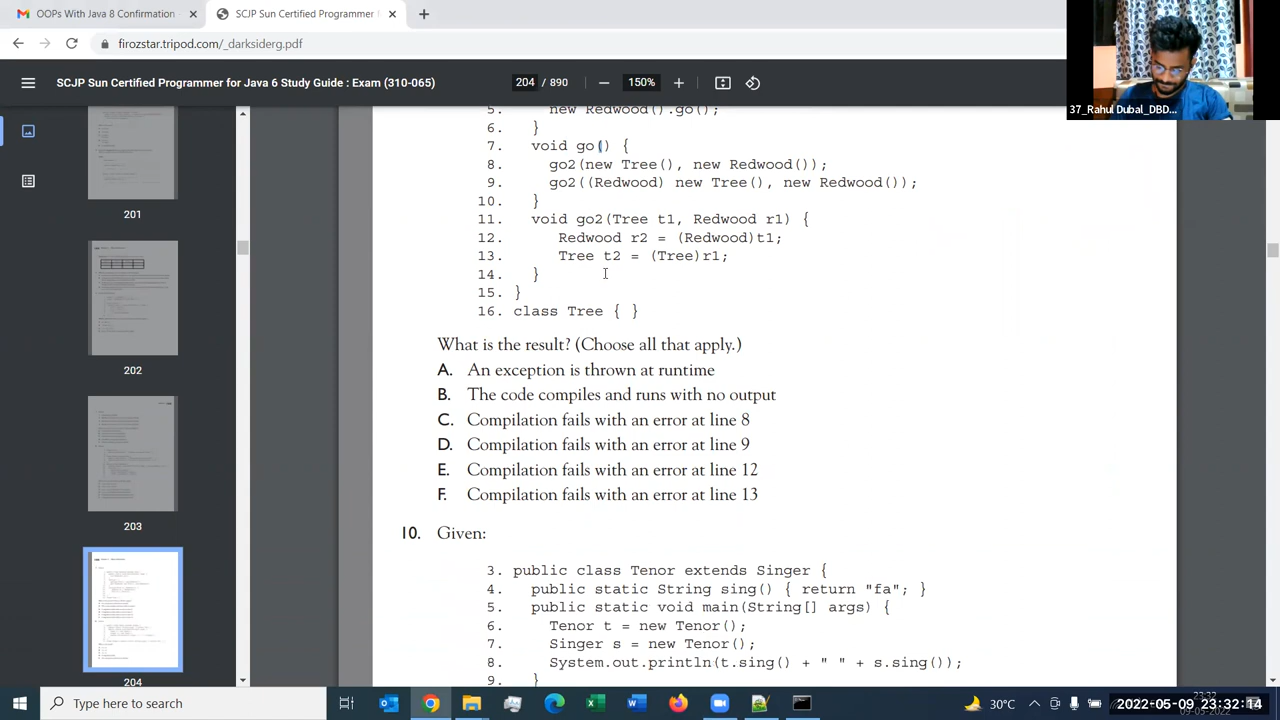 OOPs With Java 8 Confirmation
SCJP Sun Certified Programmer
firozstar.tripod.com/_darksiderg.pdf
SCJP Sun Certified Programmer for Java 6 Study Guide : Exam (310-065)
204 / 890
150%
37_Rahul Dubal_DBD...
201
202
203
204
5. new Redwood().go();
6. }
7. void go() {
8. go2(new Tree(), new Redwood());
9. go2((Redwood) new Tree(), new Redwood());
10. }
11. void go2(Tree t1, Redwood r1) {
12. Redwood r2 = (Redwood)t1;
13. Tree t2 = (Tree)r1;
14. }
15. }
16. class Tree { }
What is the result? (Choose all that apply.)
A. An exception is thrown at runtime
B. The code compiles and runs with no output
C. Compilation fails with an error at line 8
D. Compilation fails with an error at line 9
E. Compilation fails with an error at line 12
F. Compilation fails with an error at line 13
10. Given:
3. public class Tenor extends Singer {
4. public static String sing() { return "fa"; }
5. public static void main(String[] args) {
6. Tenor t = new Tenor();
7. Singer s = new Tenor();
8. System.out.println(t.sing() + " " + s.sing());
9. }
Type here to search
30°C
23:32
09-05-2022
2022-05-09 23:32:14